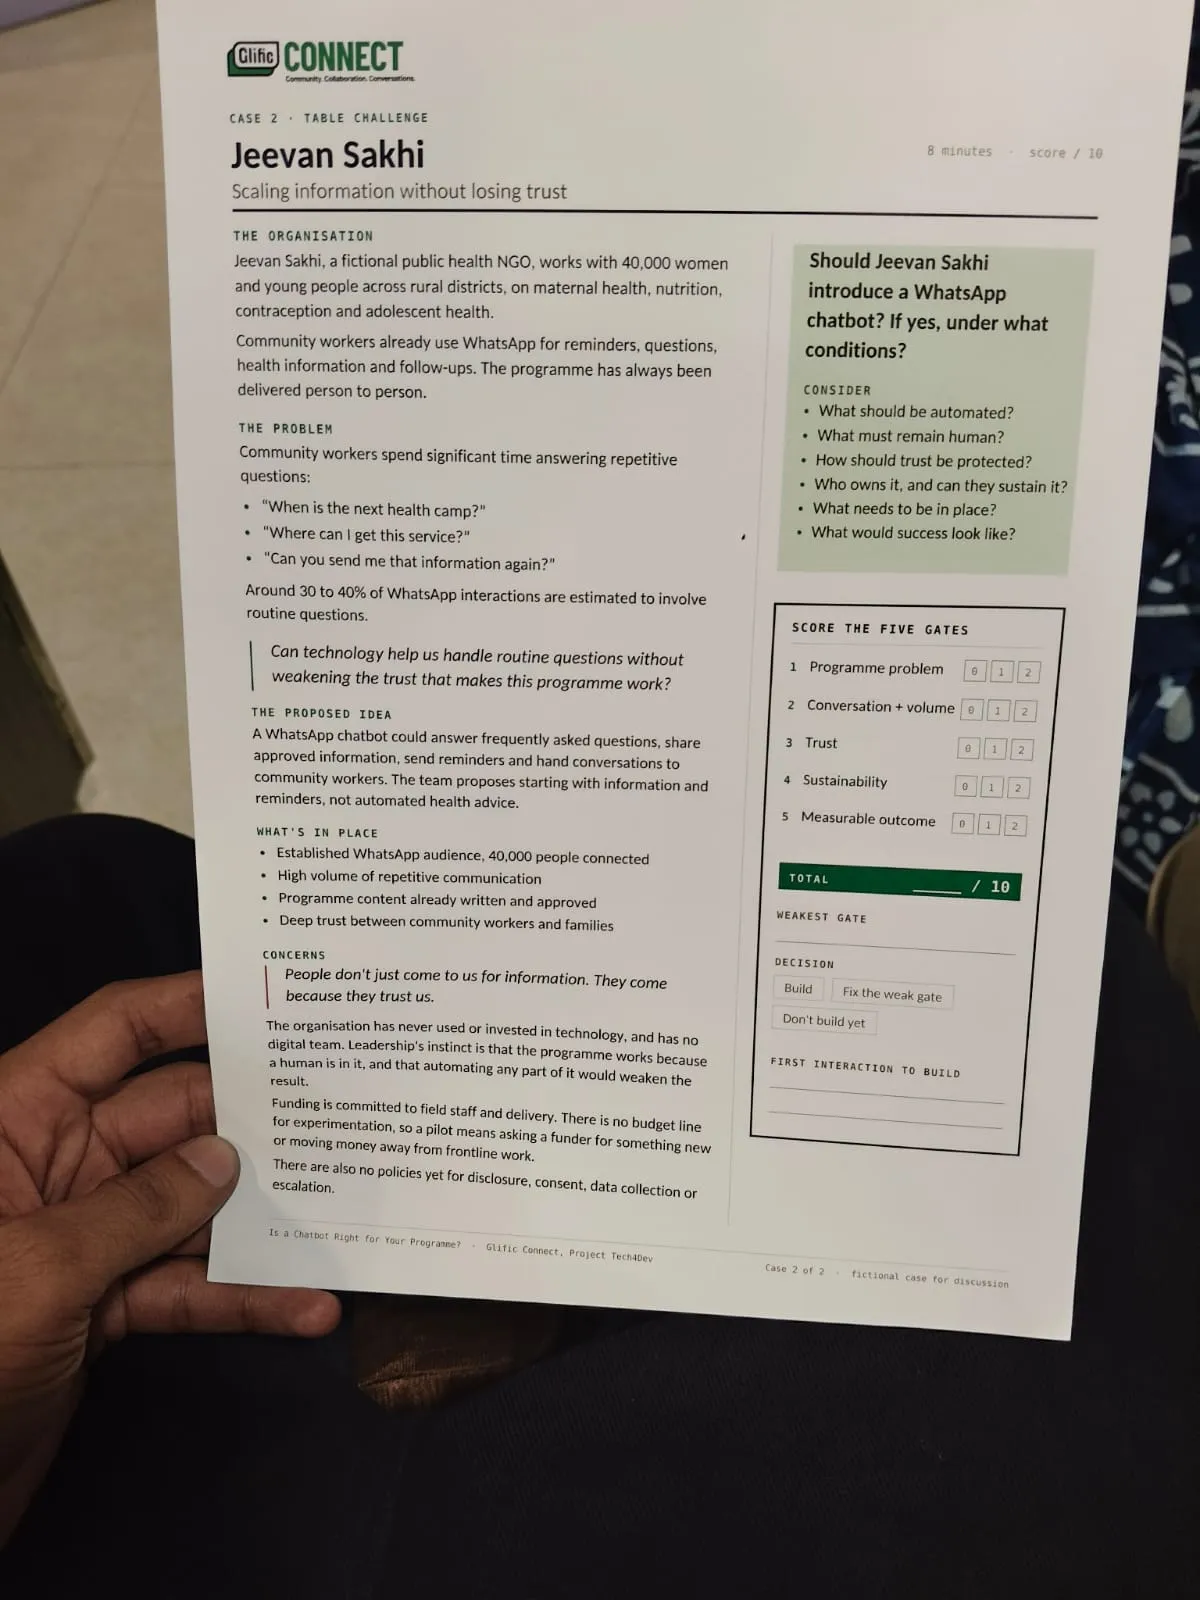 Glific CONNECT
Community. Collaboration. Conversations.
CASE 2 · TABLE CHALLENGE
Jeevan Sakhi
8 minutes · score / 10
Scaling information without losing trust
THE ORGANISATION
Jeevan Sakhi, a fictional public health NGO, works with 40,000 women
and young people across rural districts, on maternal health, nutrition,
contraception and adolescent health.
Community workers already use WhatsApp for reminders, questions,
health information and follow-ups. The programme has always been
delivered person to person.
THE PROBLEM
Community workers spend significant time answering repetitive
questions:
• "When is the next health camp?"
• "Where can I get this service?"
• "Can you send me that information again?"
Around 30 to 40% of WhatsApp interactions are estimated to involve
routine questions.
Can technology help us handle routine questions without
weakening the trust that makes this programme work?
THE PROPOSED IDEA
A WhatsApp chatbot could answer frequently asked questions, share
approved information, send reminders and hand conversations to
community workers. The team proposes starting with information and
reminders, not automated health advice.
WHAT'S IN PLACE
• Established WhatsApp audience, 40,000 people connected
• High volume of repetitive communication
• Programme content already written and approved
• Deep trust between community workers and families
CONCERNS
People don't just come to us for information. They come
because they trust us.
The organisation has never used or invested in technology, and has no
digital team. Leadership's instinct is that the programme works because
a human is in it, and that automating any part of it would weaken the
result.
Funding is committed to field staff and delivery. There is no budget line
for experimentation, so a pilot means asking a funder for something new
or moving money away from frontline work.
There are also no policies yet for disclosure, consent, data collection or
escalation.
Should Jeevan Sakhi
introduce a WhatsApp
chatbot? If yes, under what
conditions?
CONSIDER
• What should be automated?
• What must remain human?
• How should trust be protected?
• Who owns it, and can they sustain it?
• What needs to be in place?
• What would success look like?
SCORE THE FIVE GATES
1 Programme problem 0 1 2
2 Conversation + volume 0 1 2
3 Trust 0 1 2
4 Sustainability 0 1 2
5 Measurable outcome 0 1 2
TOTAL _____ / 10
WEAKEST GATE
DECISION
Build Fix the weak gate
Don't build yet
FIRST INTERACTION TO BUILD
Is a Chatbot Right for Your Programme? · Glific Connect, Project Tech4Dev
Case 2 of 2 · fictional case for discussion